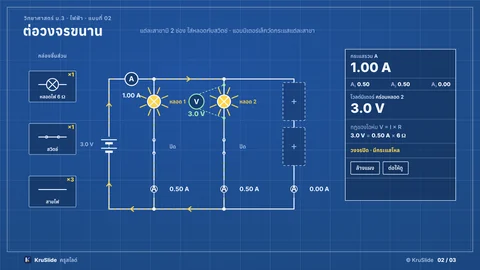 วิทยาศาสตร์ ม.3 · ไฟฟ้า · แบบที่ 02
ต่อวงจรขนาน
แต่ละสาขามี 2 ช่อง ใส่หลอดกับสวิตช์ · แอมมิเตอร์เล็กวัดกระแสแต่ละสาขา
กล่องชิ้นส่วน
×1
หลอดไฟ 6 Ω
×1
สวิตช์
×3
สายไฟ
3.0 V
A
1.00 A
หลอด 1
V
3.0 V
หลอด 2
ปิด
ปิด
+
+
A
0.50 A
A
0.50 A
A
0.00 A
กระแสรวม A
1.00 A
A₁ 0.50
A₂ 0.50
A₃ 0.00
โวลต์มิเตอร์ คร่อมหลอด 2
3.0 V
กฎของโอห์ม V = I × R
3.0 V = 0.50 A × 6 Ω
วงจรปิด · มีกระแสไหล
ล้างแผง
ต่อให้ดู
KruSlide ครูสไลด์
© KruSlide 02 / 03